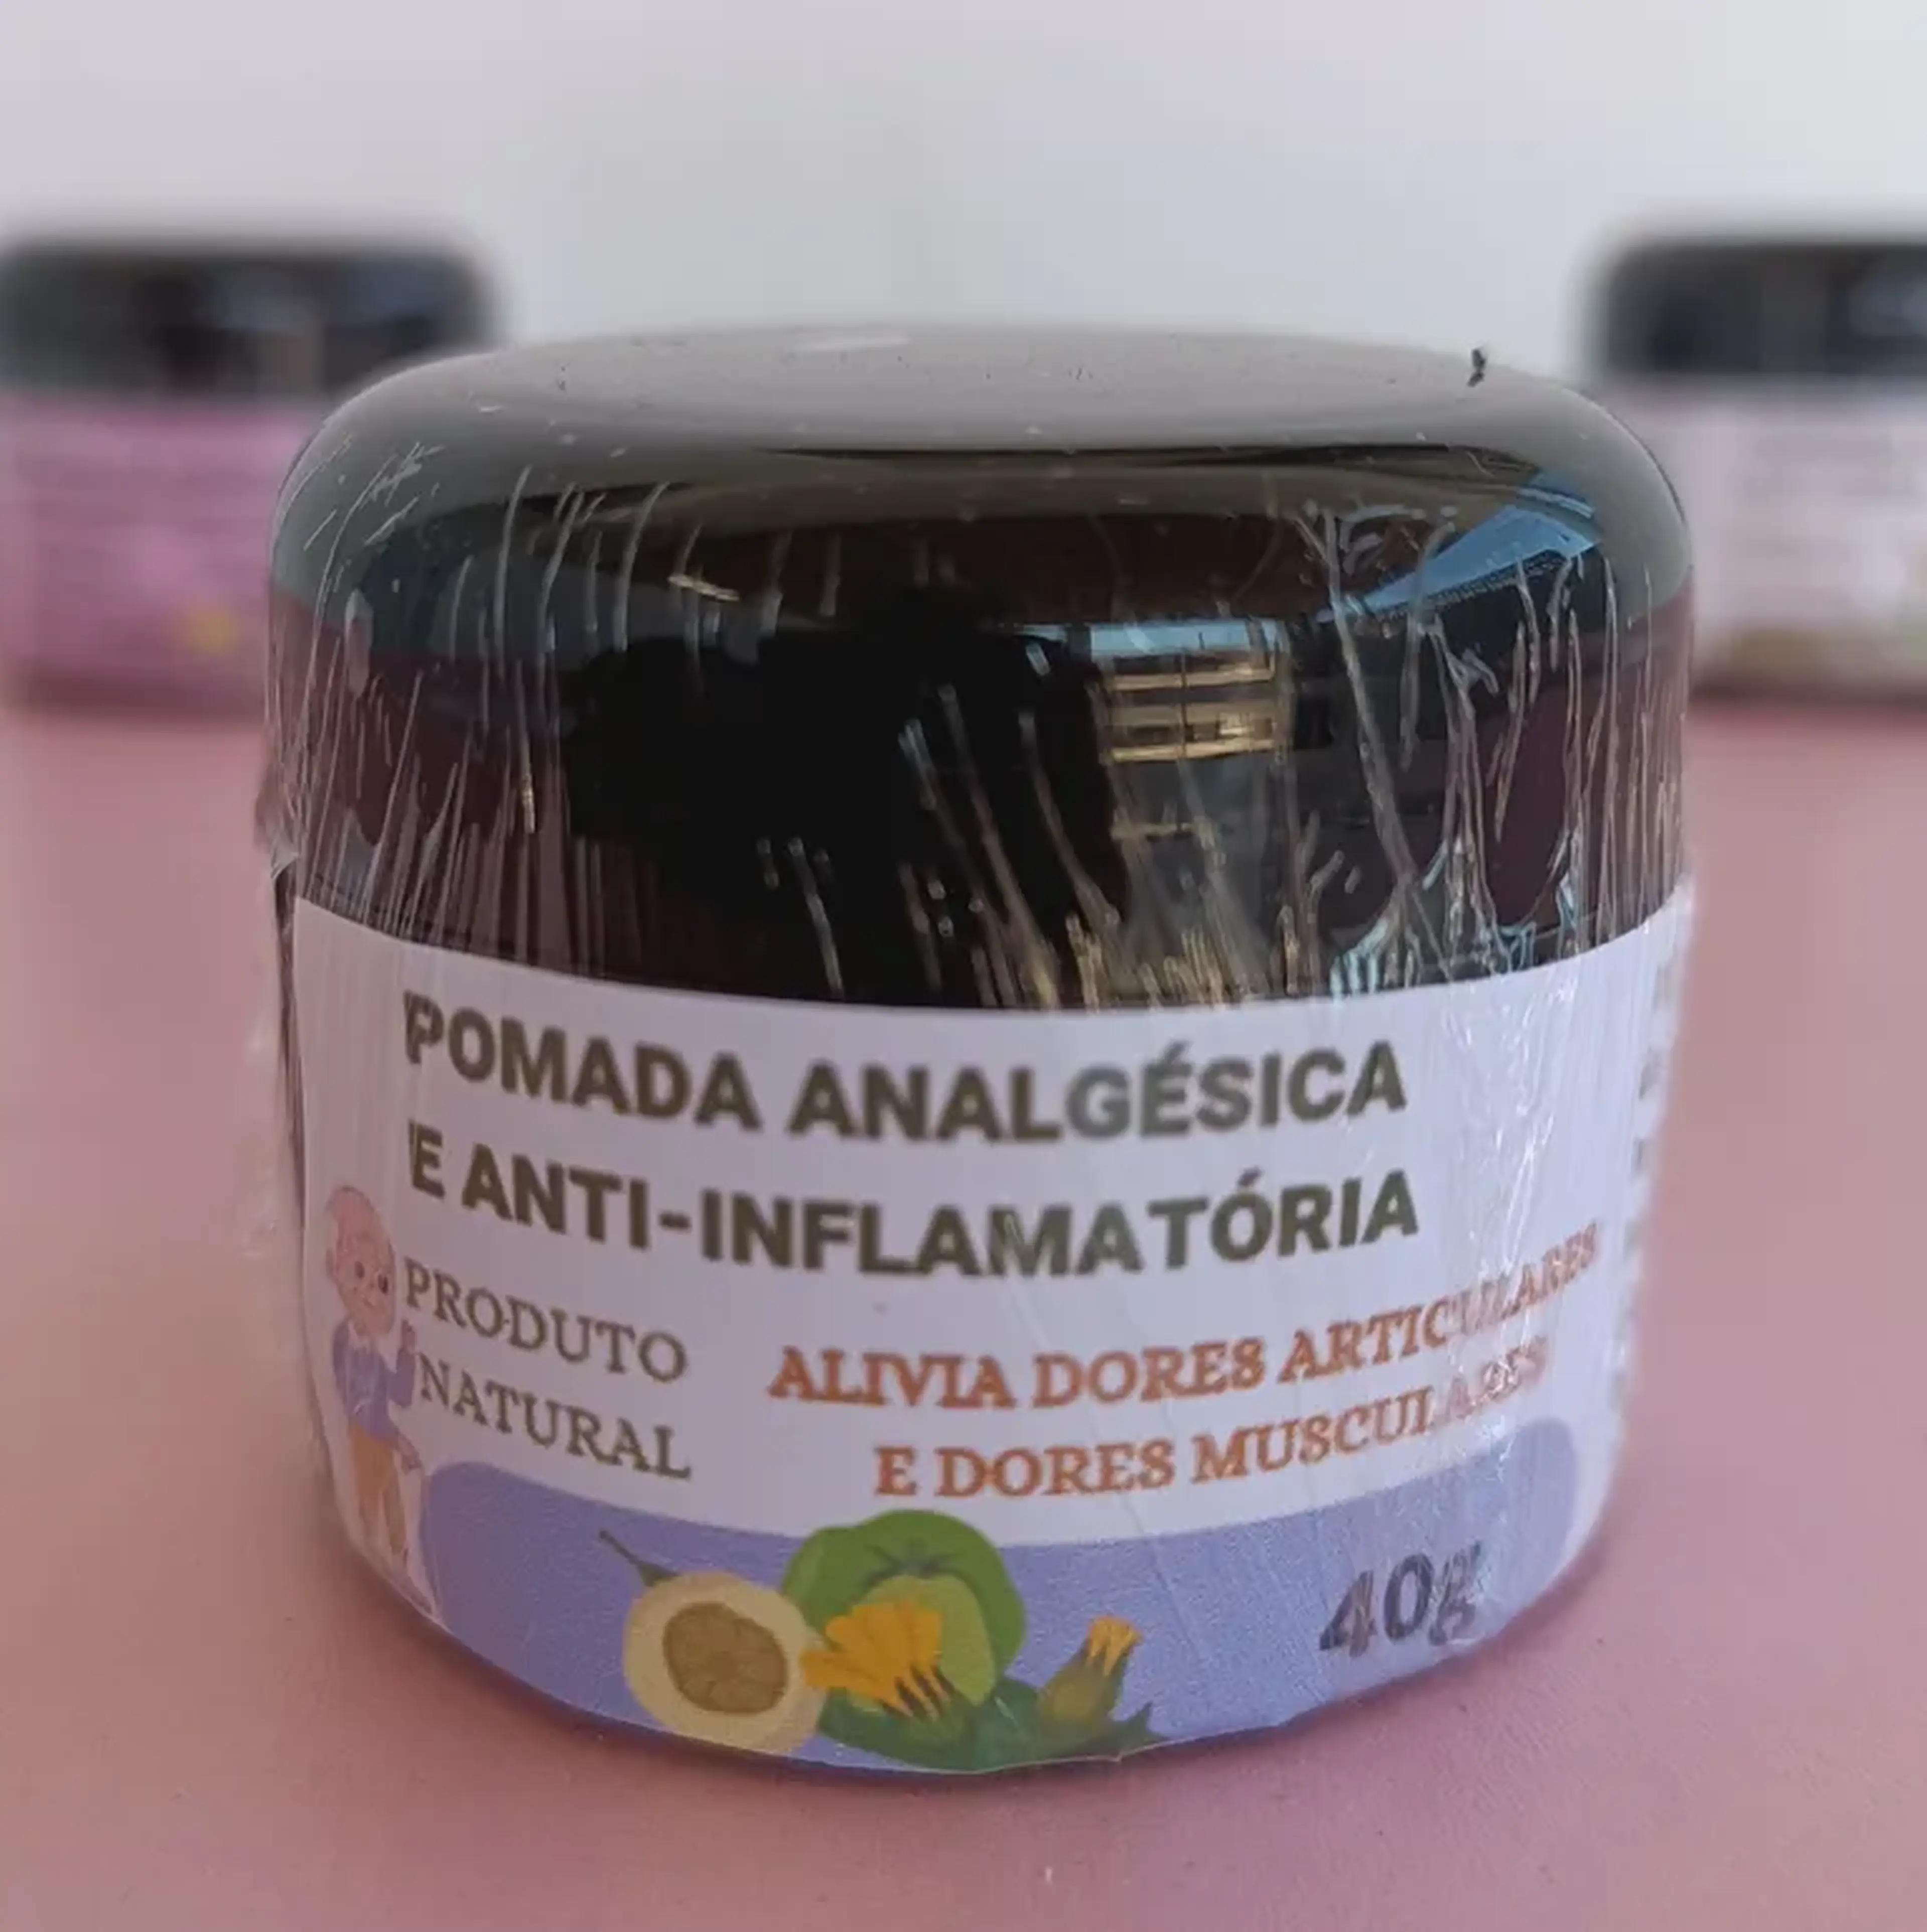 POMADA ANALGÉSICA
E ANTI-INFLAMATÓRIA
PRODUTO
NATURAL
ALIVIA DORES ARTICULARES
E DORES MUSCULARES
40g